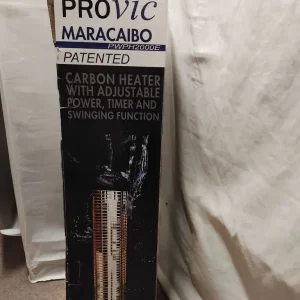 PROVIC
MARACAIBO
PWPH2000E
PATENTED
CARBON HEATER
WITH ADJUSTABLE
POWER, TIMER AND
SWINGING FUNCTION